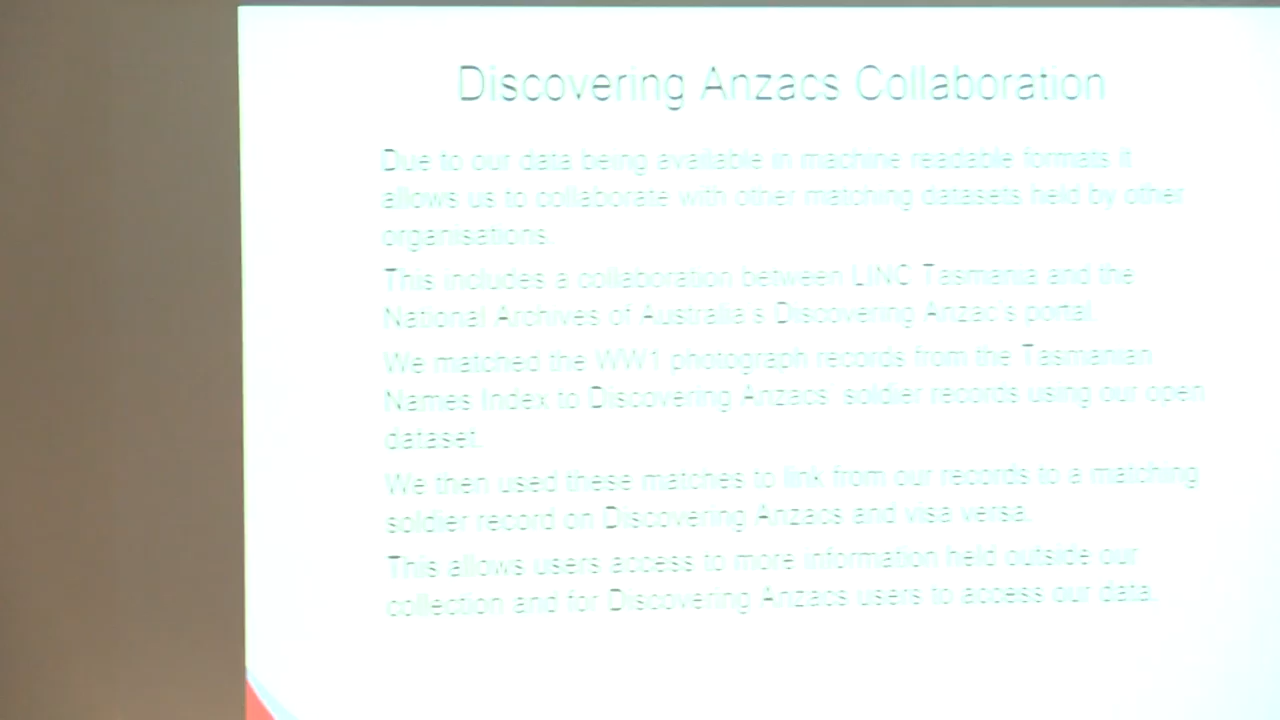 Discovering Anzacs Collaboration
Due to our data being available in machine readable formats it
allows us to collaborate with other matching datasets held by other
organisations.
This includes a collaboration between LINC Tasmania and the
National Archives of Australia's Discovering Anzac's portal.
We matched the WW1 photograph records from the Tasmanian
Names Index to Discovering Anzacs soldier records using our open
dataset.
We then used these matches to link from our records to a matching
soldier record on Discovering Anzacs and visa versa.
This allows users access to more information held outside our
collection and for Discovering Anzacs users to access our data.